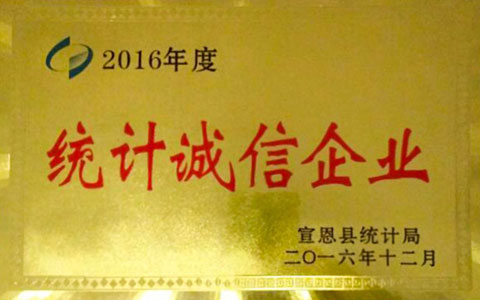 2016年度
统计诚信企业
宣恩县统计局
二〇一六年十二月